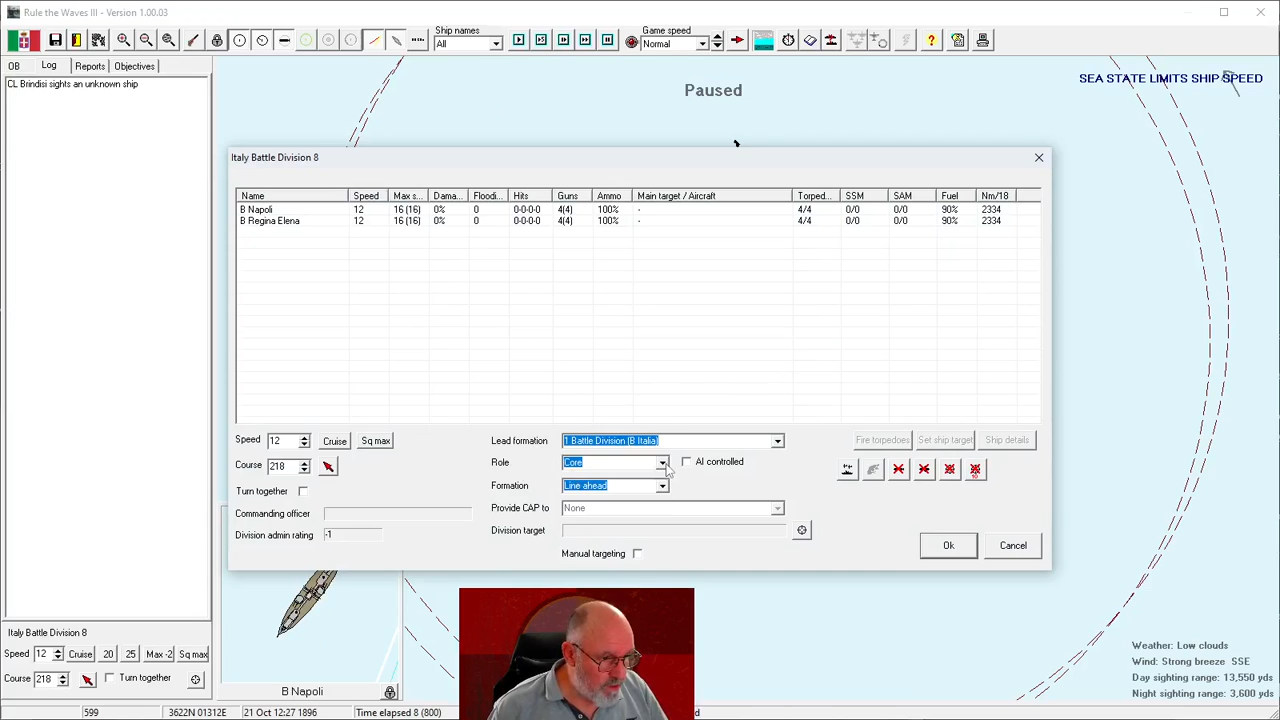 Rule the Waves III - Version 1.00.03
Ship names
All
Game speed
Normal
OB
Log
Reports
Objectives
CL Brindisi sights an unknown ship
Paused
SEA STATE LIMITS SHIP SPEED
Italy Battle Division 8
Name Speed Max s... Dama... Floodi... Hits Guns Ammo Main target / Aircraft Torped... SSM SAM Fuel Nm/18
B Napoli 12 16 (16) 0% 0 0-0-0-0 4(4) 100% - 4/4 0/0 0/0 90% 2334
B Regina Elena 12 16 (16) 0% 0 0-0-0-0 4(4) 100% - 4/4 0/0 0/0 90% 2334
Speed 12 Cruise Sq max
Course 218
Turn together
Commanding officer
Division admin rating -1
Lead formation 1 Battle Division (B Italia)
Role Core AI controlled
Formation Line ahead
Provide CAP to None
Division target
Manual targeting
Fire torpedoes Set ship target Ship details
10
Ok Cancel
Italy Battle Division 8
Speed 12 Cruise 20 25 Max -2 Sq max
Course 218 Turn together
B Napoli
Weather: Low clouds
Wind: Strong breeze SSE
Day sighting range: 13,550 yards
Night sighting range: 3,600 yards
599 3622N 01312E 21 Oct 12:27 1896 Time elapsed 8 (800)